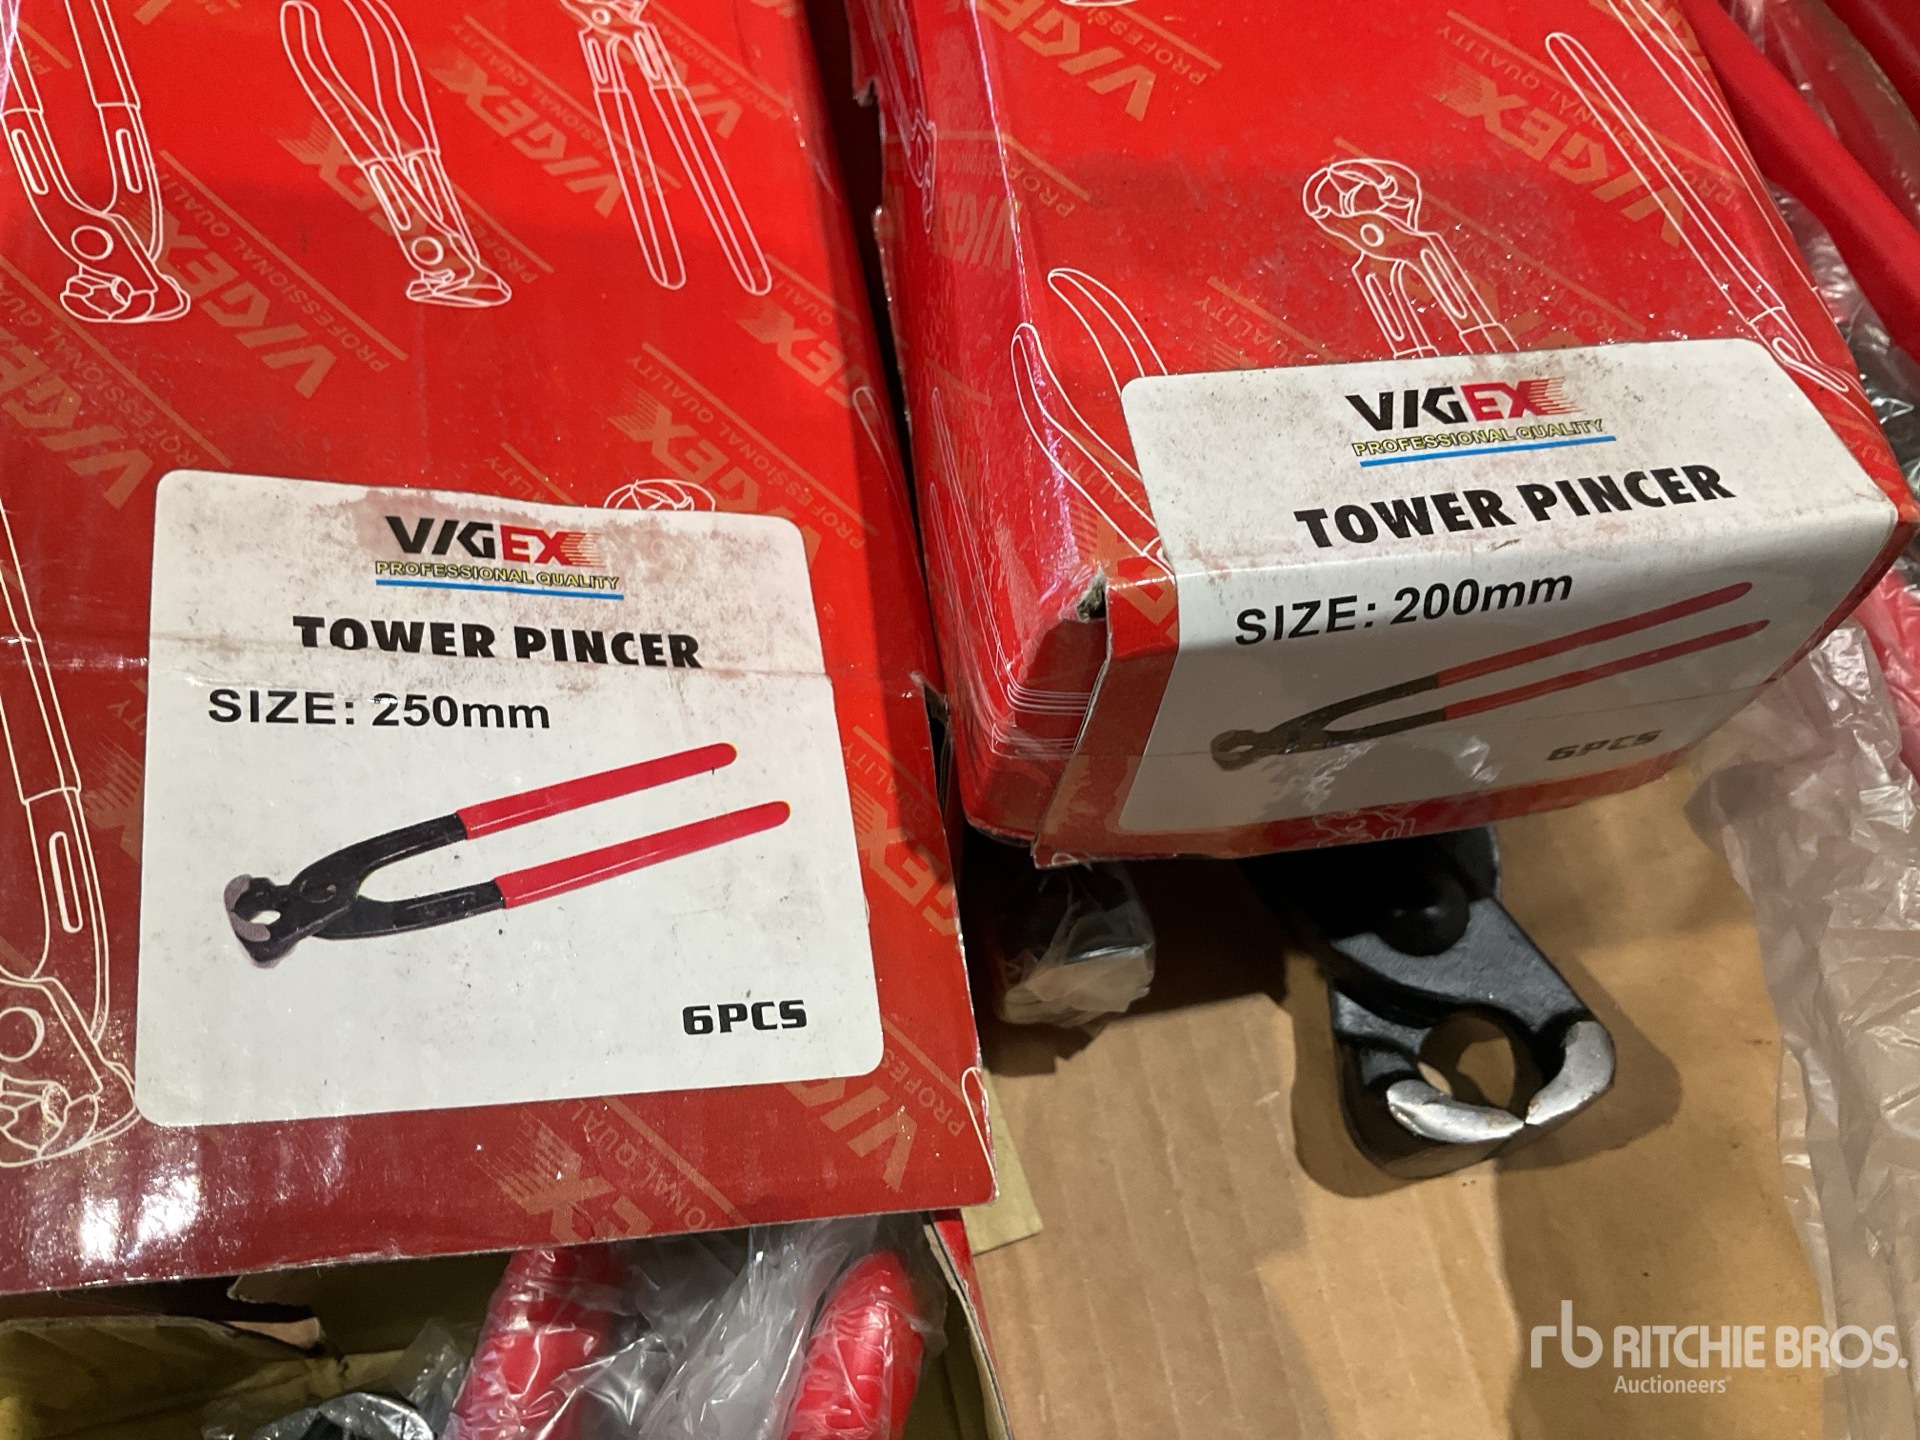 VIGEX
PROFESSIONAL QUALITY
TOWER PINCER
SIZE: 250mm
6PCS
VIGEX
PROFESSIONAL QUALITY
TOWER PINCER
SIZE: 200mm
6PCS
rb RITCHIE BROS.
Auctioneers